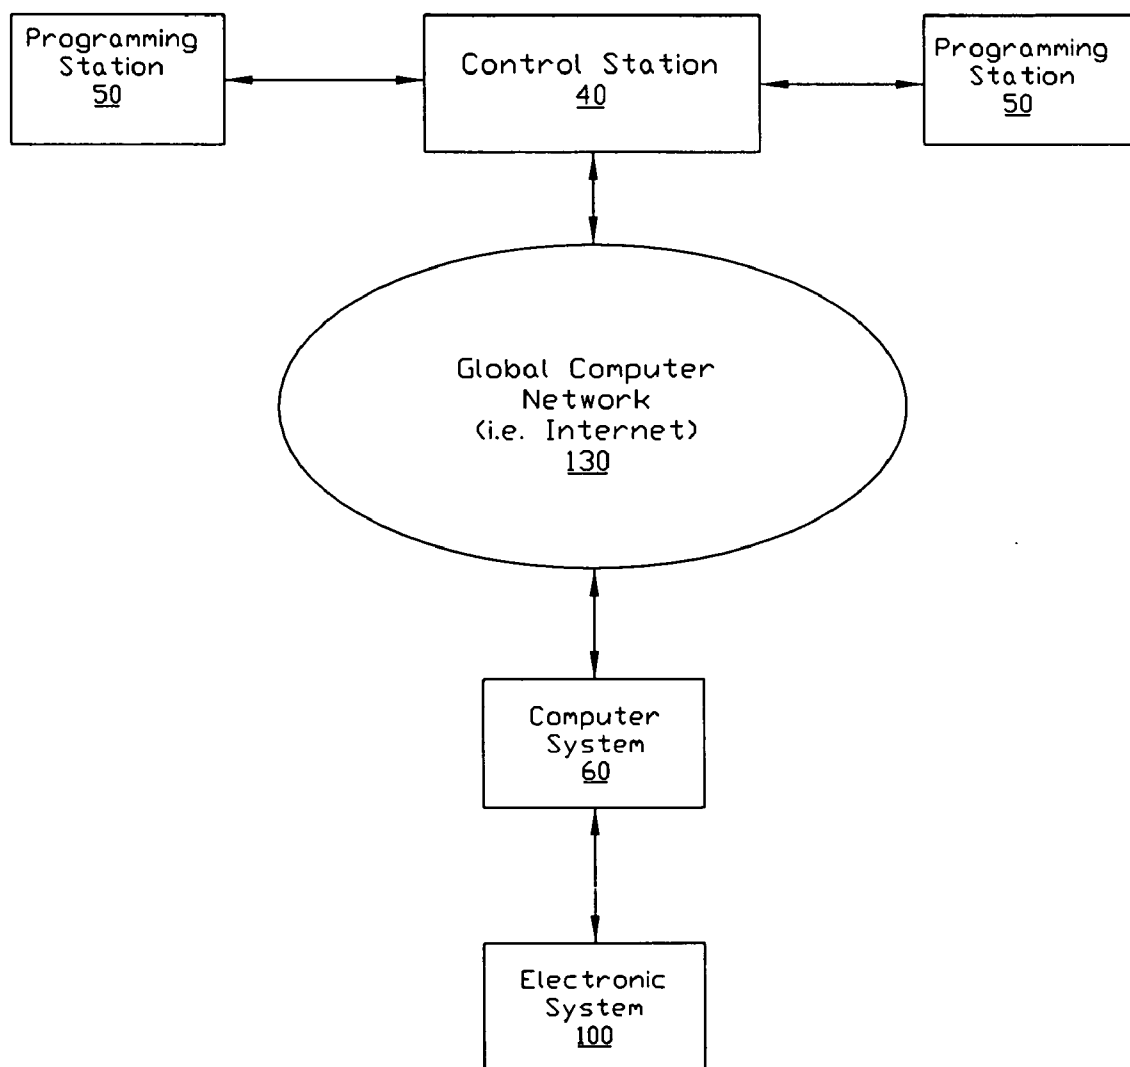 Programming
Station
50
Control Station
40
Programming
Station
50
Global Computer
Network
(i.e. Internet)
130
Computer
System
60
Electronic
System
100